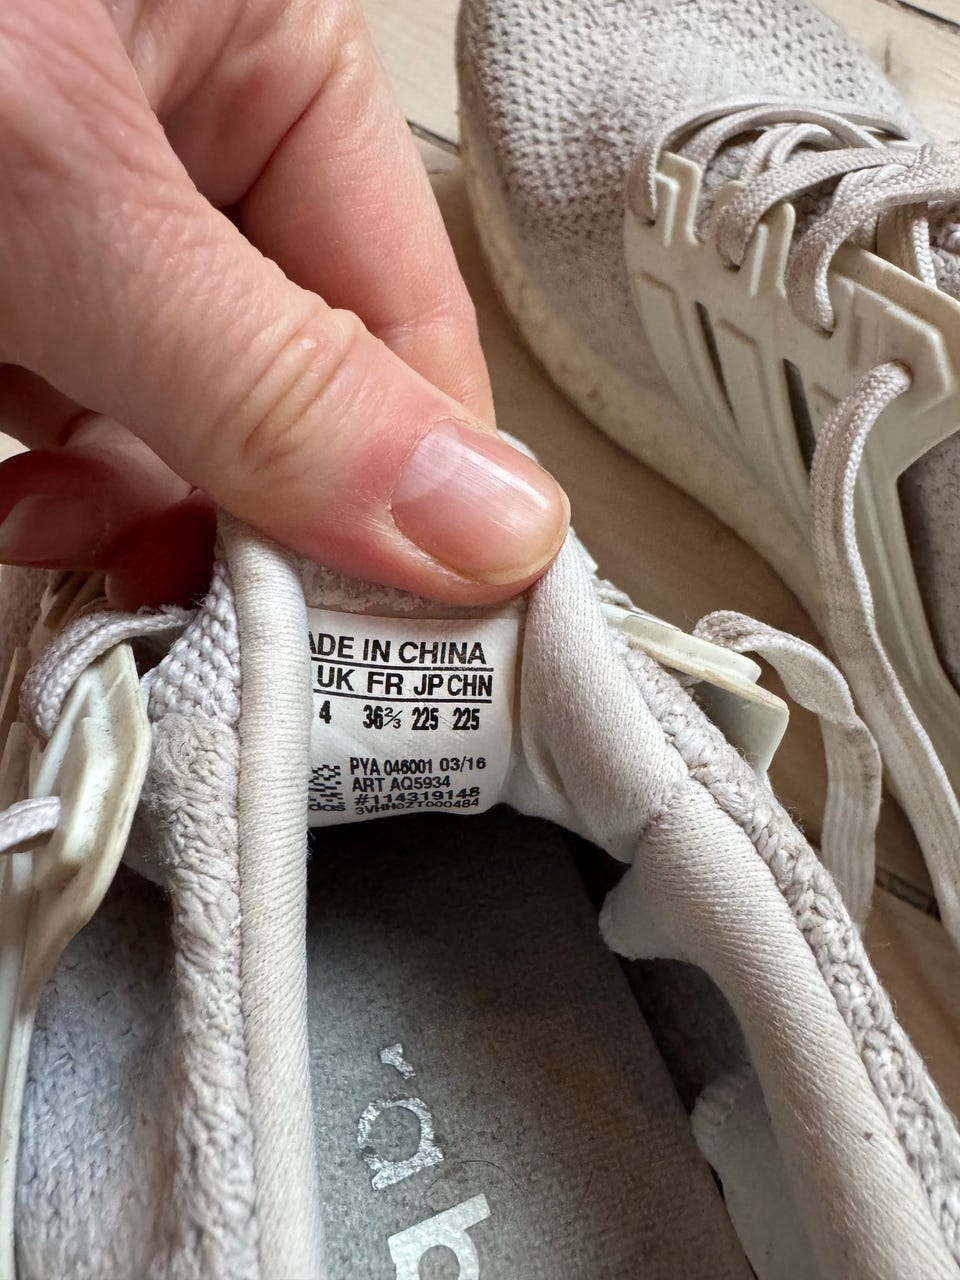 ADE IN CHINA
UK FR JP CHN
4 36⅔ 225 225
PYA 046001 03/16
ART AQ5934
#114319148
3VHH0ZT000484